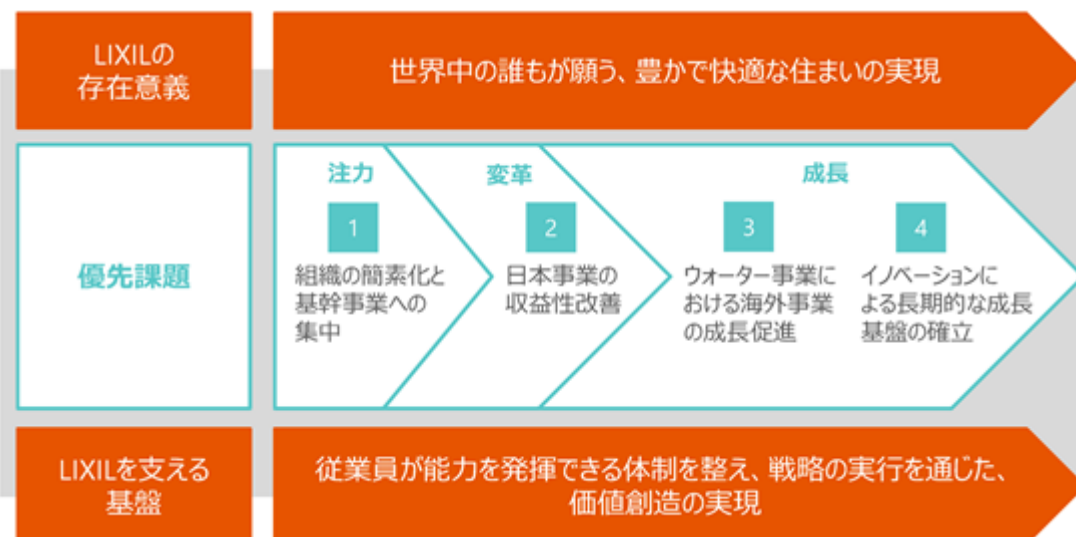 LIXILの
存在意義
世界中の誰もが願う、豊かで快適な住まいの実現
優先課題
注力
1
組織の簡素化と
基幹事業への
集中
変革
2
日本事業の
収益性改善
成長
3
ウォーター事業に
おける海外事業
の成長促進
4
イノベーションに
よる長期的な成長
基盤の確立
LIXILを支える
基盤
従業員が能力を発揮できる体制を整え、戦略の実行を通じた、
価値創造の実現